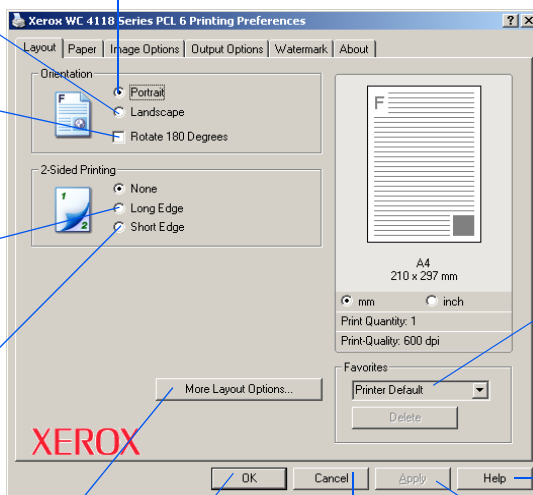 Xerox WC 4118 Series PCL 6 Printing Preferences
Layout Paper Image Options Output Options Watermark About
Orientation
F
Portrait
Landscape
Rotate 180 Degrees
2-Sided Printing
1
2
None
Long Edge
Short Edge
F
A4
210 x 297 mm
mm inch
Print Quantity: 1
Print-Quality: 600 dpi
Favorites
Printer Default
Delete
More Layout Options...
XEROX
OK Cancel Apply Help